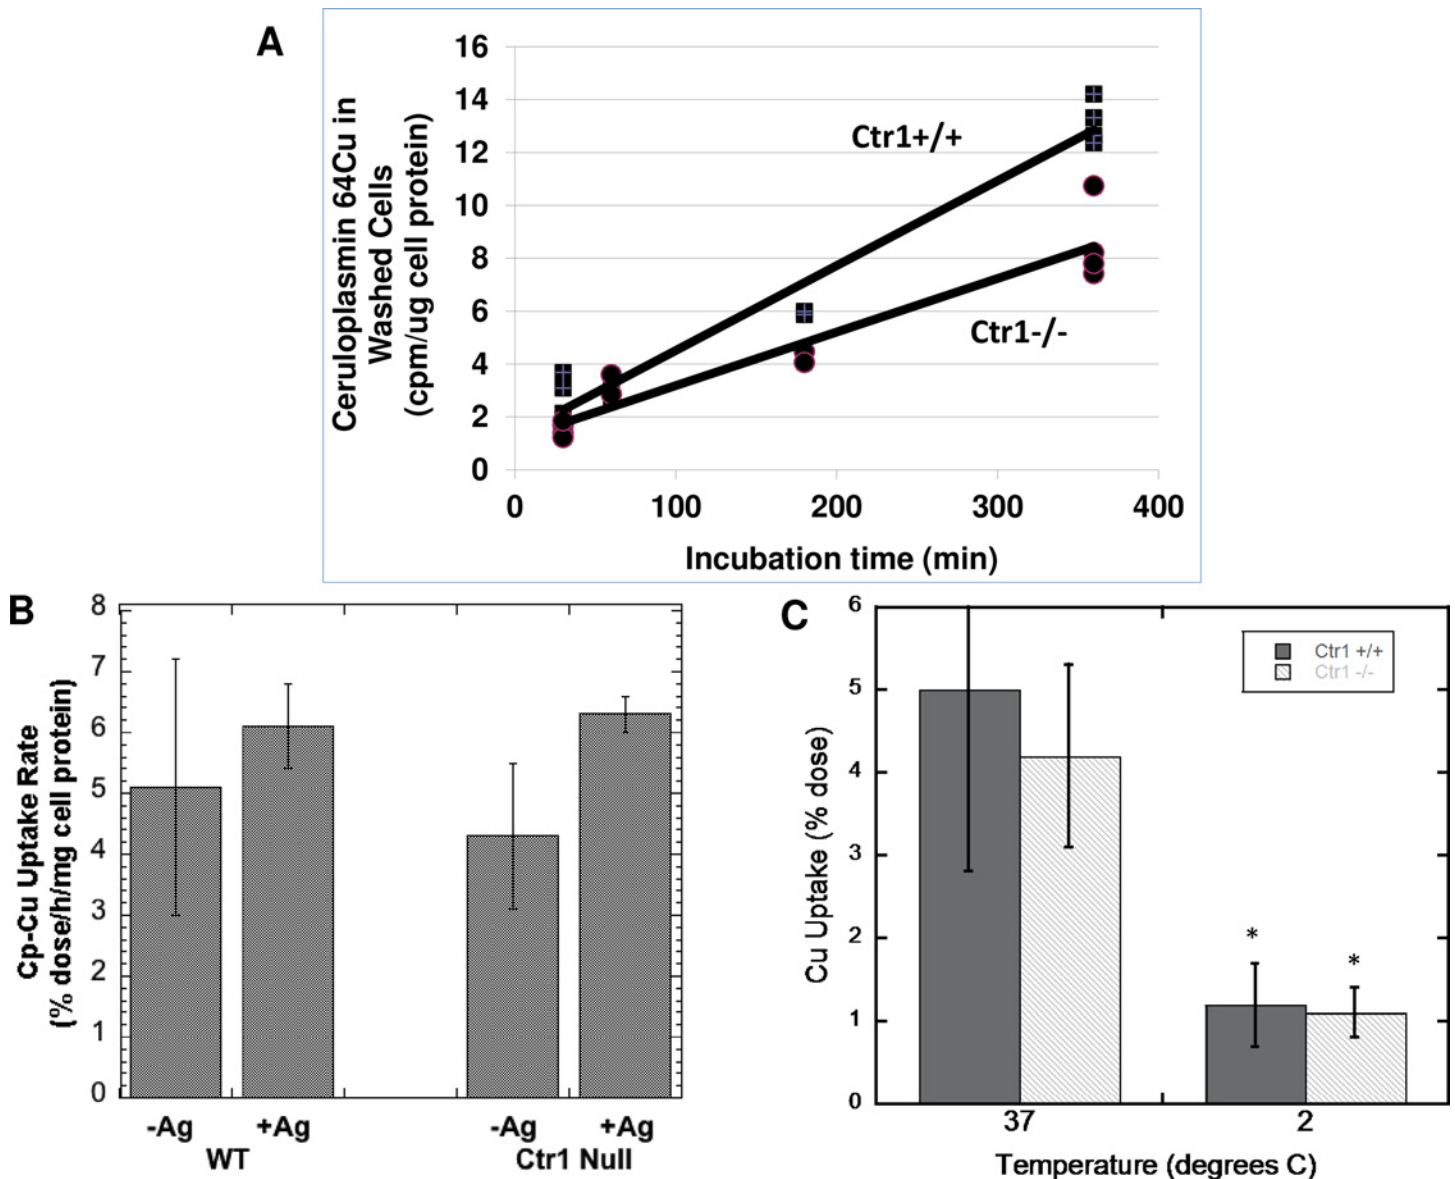 A
Ceruloplasmin 64Cu in
Washed Cells
(cpm/ug cell protein)
16
14
12
10
8
6
4
2
0
Ctr1+/+
Ctr1-/-
0 100 200 300 400
Incubation time (min)
B
Cp-Cu Uptake Rate
(% dose/h/mg cell protein)
8
7
6
5
4
3
2
1
0
-Ag +Ag -Ag +Ag
WT Ctr1 Null
C
Cu Uptake (% dose)
6
5
4
3
2
1
0
Ctr1 +/+
Ctr1 -/-
* *
37 2
Temperature (degrees C)